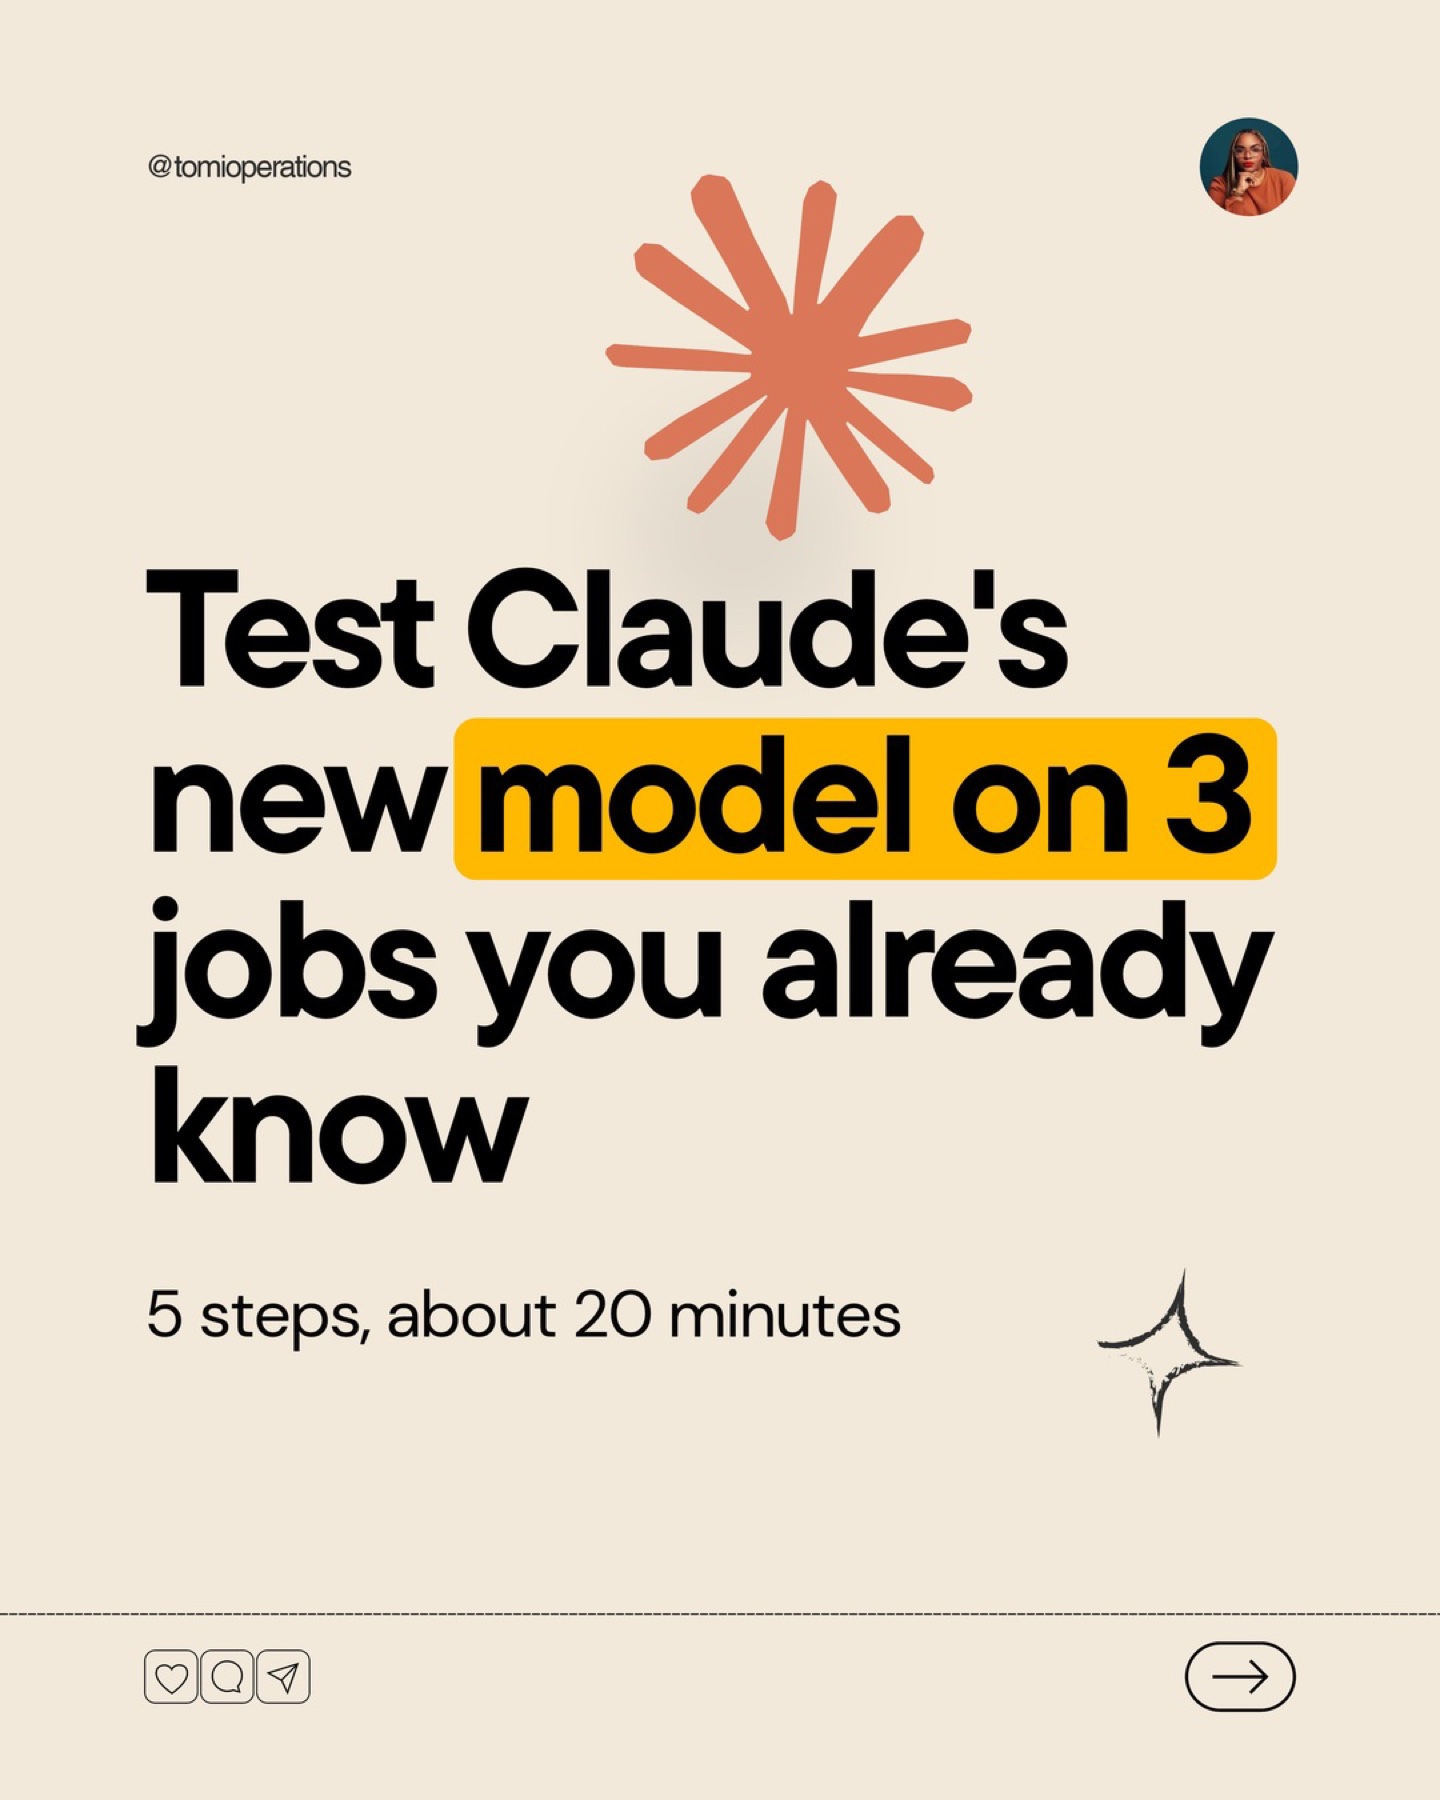 @tomioperations
Test Claude's
new model on 3
jobs you already
know
5 steps, about 20 minutes